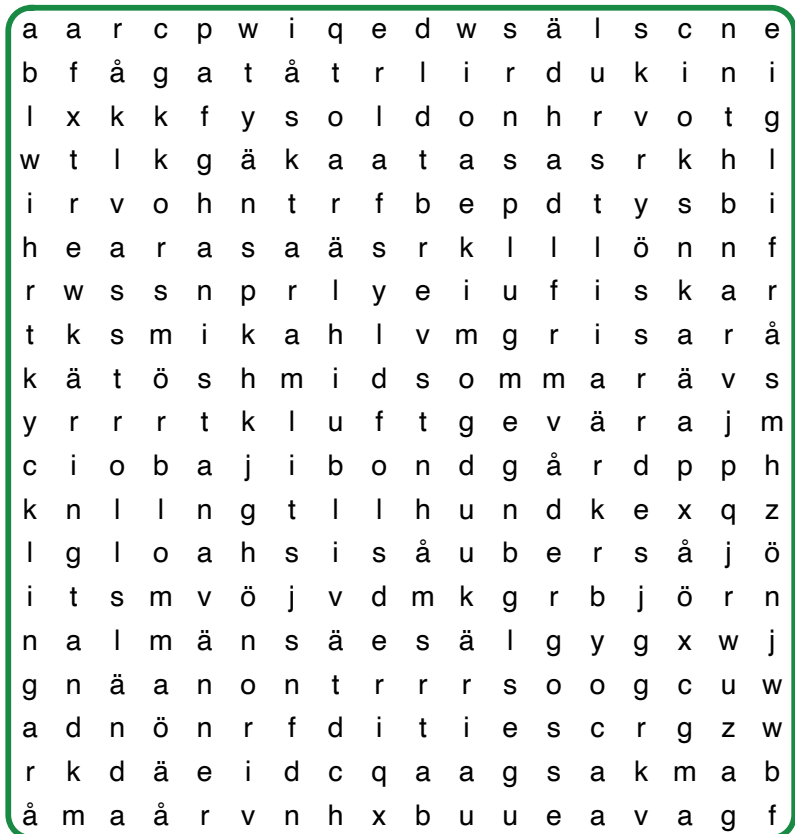 a a r c p w i q e d w s ä l s c n e
b f å g a t å t r l i r d u k i n i
l x k k f y s o l d o n h r v o t g
w t l k g ä k a a t a s a s r k h l
i r v o h n t r f b e p d t y s b i
h e a r a s a ä s r k l l l ö n n f
r w s s n p r l y e i u f i s k a r
t k s m i k a h l v m g r i s a r å
k ä t ö s h m i d s o m m a r ä v s
y r r r t k l u f t g e v ä r a j m
c i o b a j i b o n d g å r d p p h
k n l l n g t l l h u n d k e x q z
l g l o a h s i s å u b e r s å j ö
i t s m v ö j v d m k g r b j ö r n
n a l m ä n s ä e s ä l g y g x w j
g n ä a n o n t r r r s o o g c u w
a d n ö n r f d i t i e s c r g z w
r k d ä e i d c q a a g s a k m a b
å m a å r v n h x b u u e a v a g f